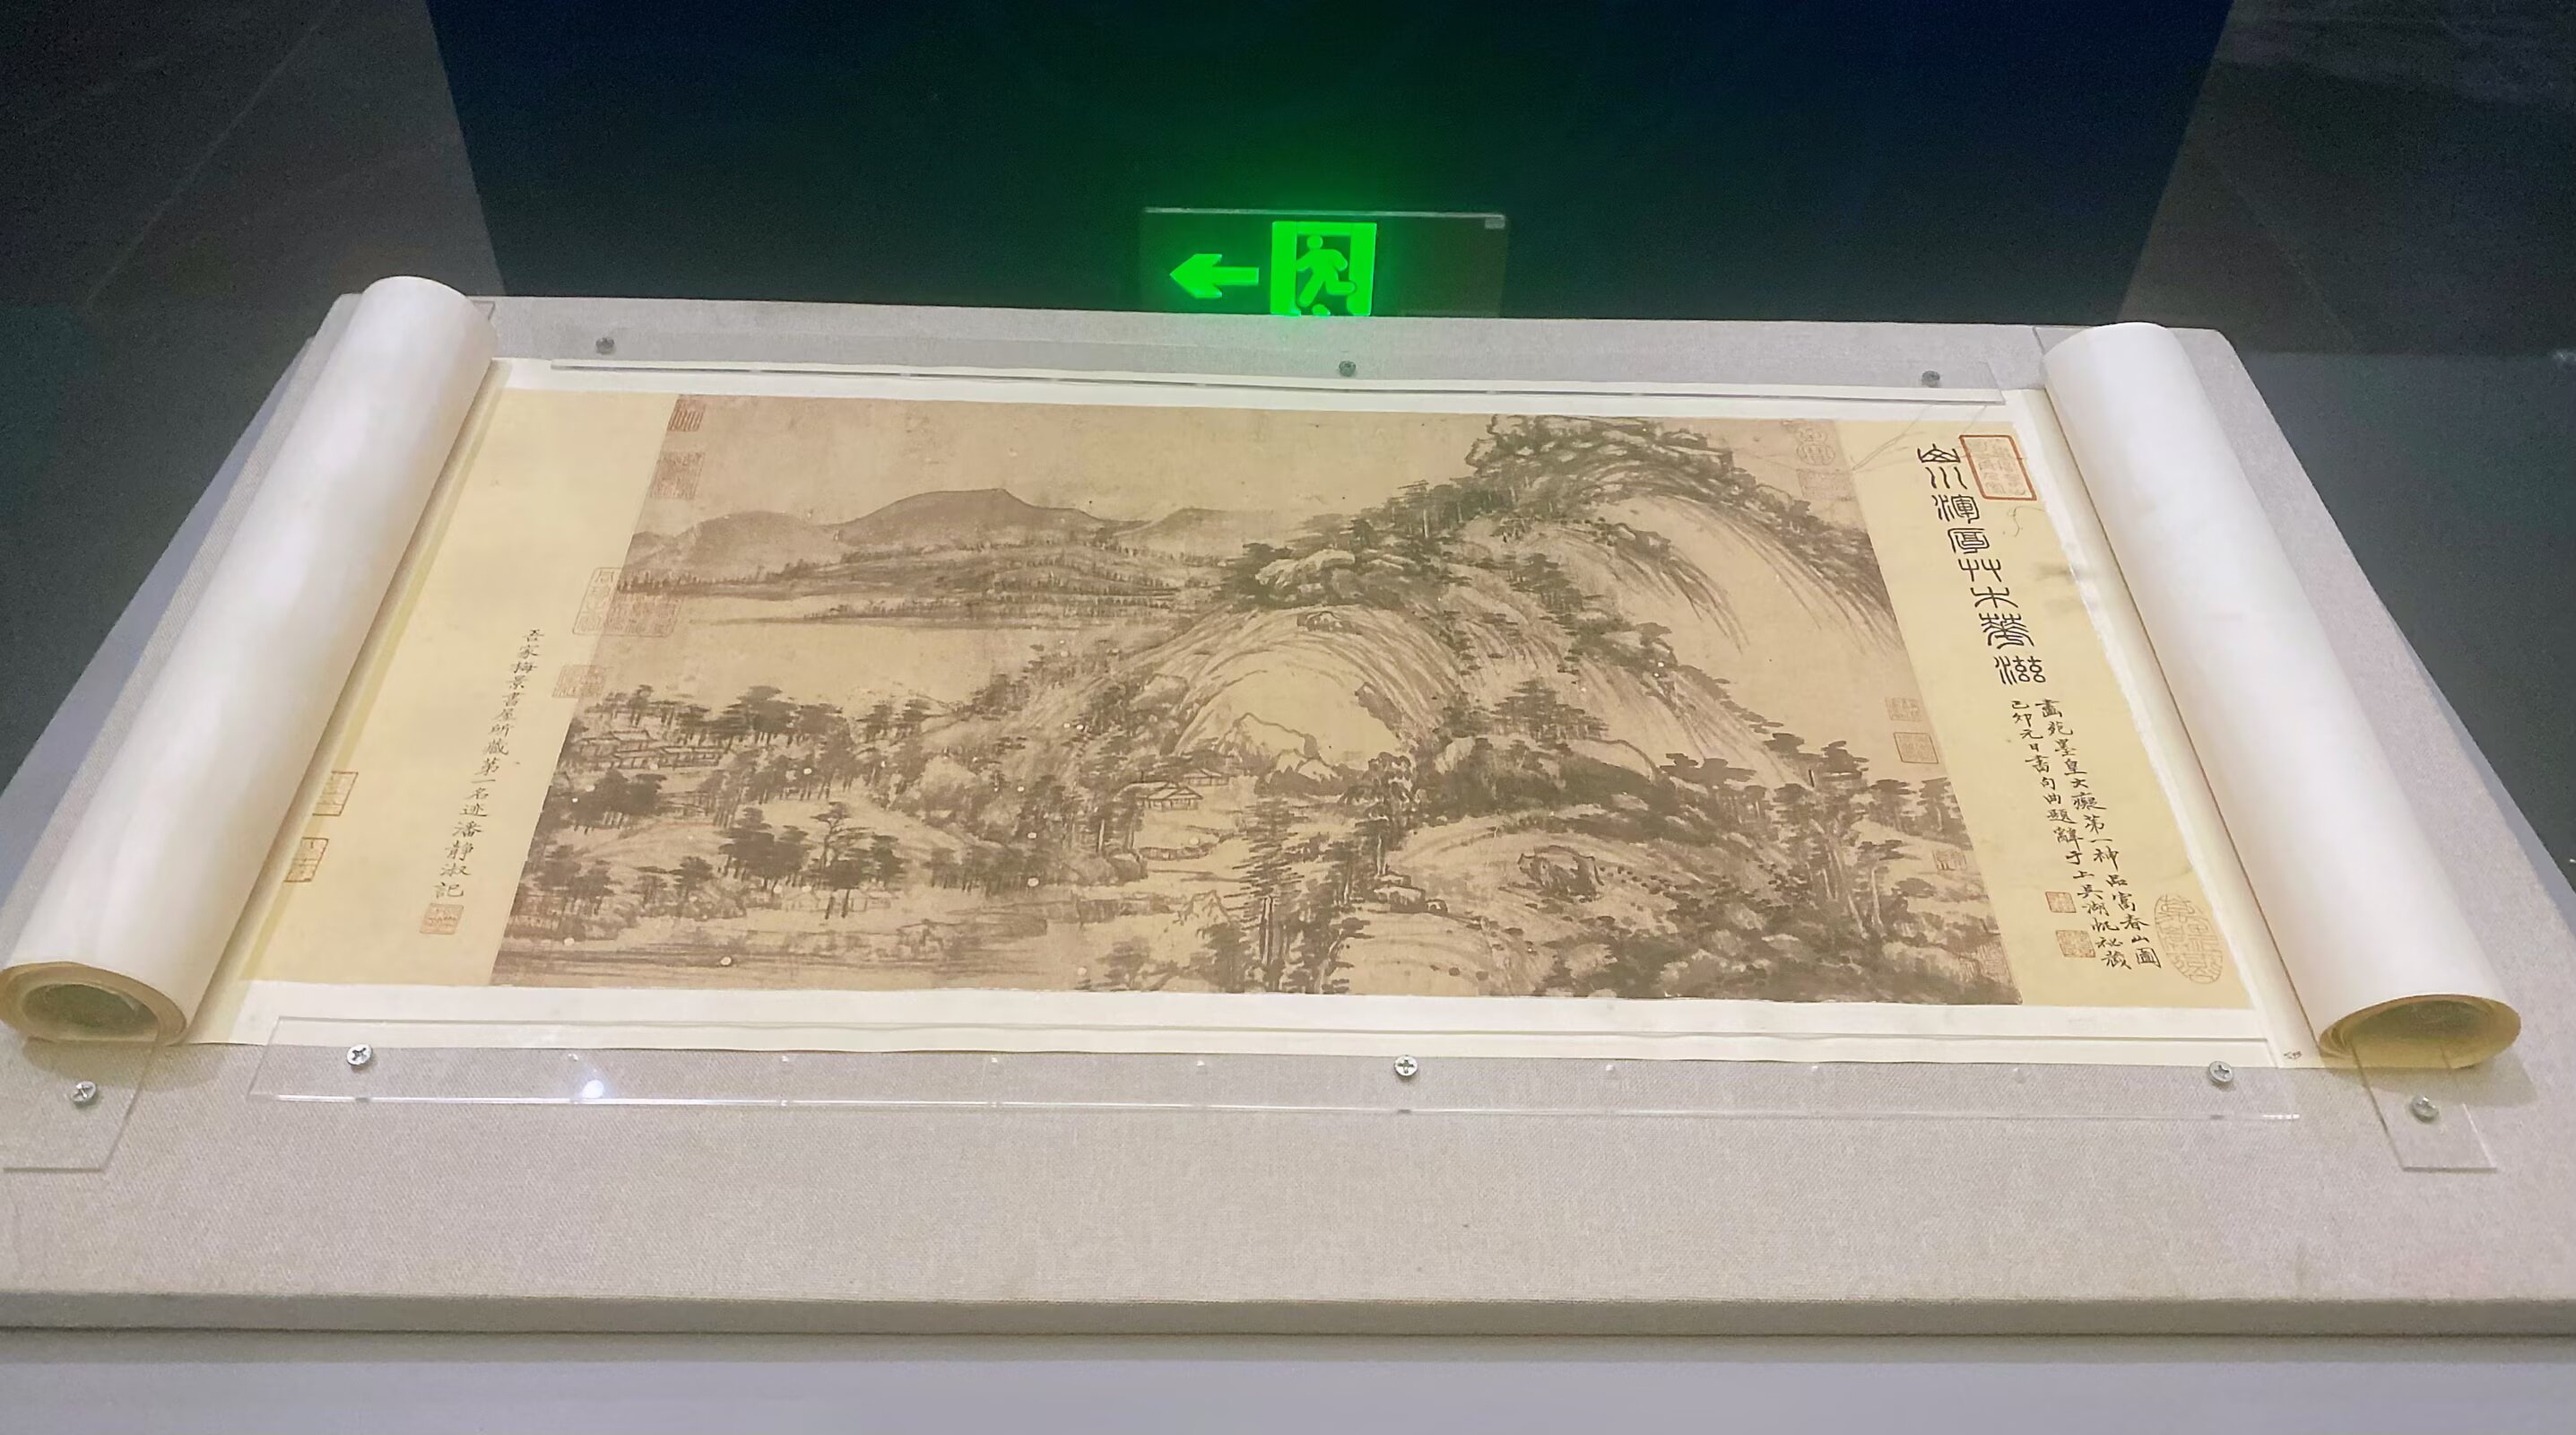 山川渾厚艸木華滋
畫苑墨皇大癡第一神品富春山圖
己卯元日書句曲題辭于上吳湖帆祕藏
吾家梅景書屋所藏第一名迹潘靜淑記